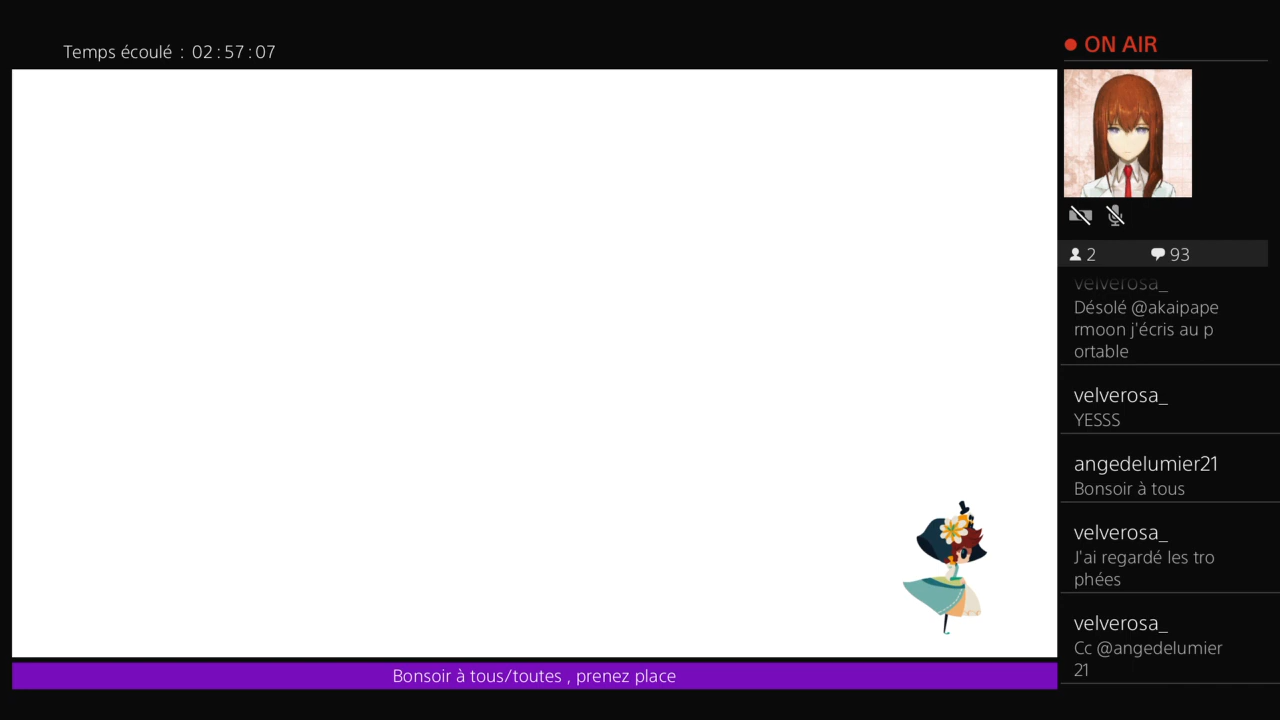 Temps écoulé : 02:57:07
ON AIR
2
93
velverosa_
Désolé @akaipape
rmoon j'écris au p
ortable
velverosa_
YESSS
angedelumier21
Bonsoir à tous
velverosa_
J'ai regardé les tro
phées
velverosa_
Cc @angedelumier
21
Bonsoir à tous/toutes , prenez place